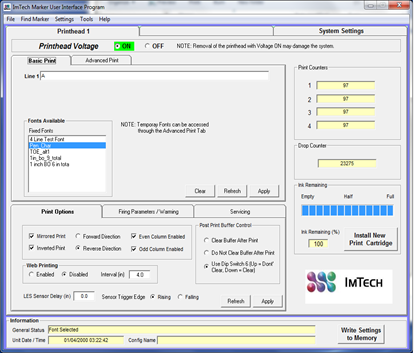 ImTech Marker User Interface Program
File Find Marker Settings Tools Help
Printhead 1
System Settings
Printhead Voltage ON OFF NOTE: Removal of the printhead with Voltage ON may damage the system.
Basic Print
Advanced Print
Line 1 A
Fonts Available
Fixed Fonts
4 Line Text Font
TOE_alt1
1in_bo_9_total
1 inch BO 6 in tota
NOTE: Temporay Fonts can be accessed
through the Advanced Print Tab
Clear
Refresh
Apply
Print Counters
1 97
2 97
3 97
4 97
Drop Counter
23275
Ink Remaining
Empty Half Full
Ink Remaining (%)
100
Install New
Print Cartridge
Print Options
Firing Parameters / Warning
Servicing
Mirrored Print Forward Direction Even Column Enabled
Inverted Print Reverse Direction Odd Column Enabled
Web Printing
Enabled Disabled Interval (in) 4.0
LES Sensor Delay (in) 0.0 Sensor Trigger Edge Rising Falling
Post Print Buffer Control
Clear Buffer After Print
Do Not Clear Buffer After Print
Use Dip Switch 6 (Up = Don't'
Clear, Down = Clear)
Refresh
Apply
IMTECH
Information
General Status Font Selected
Unit Date / Time 01/04/2000 03:22:42 Config Name
Write Settings
to Memory